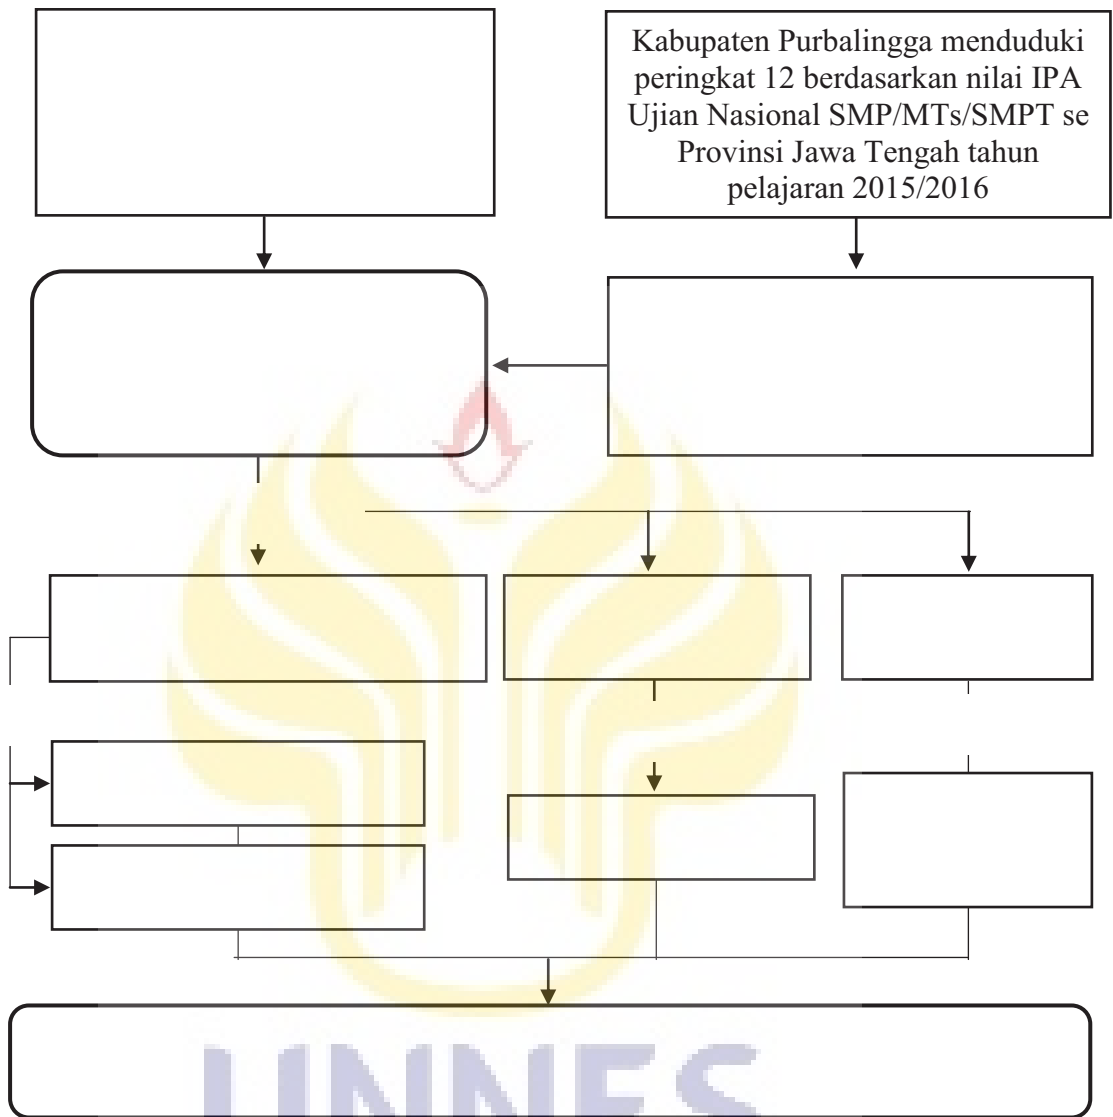 Kabupaten Purbalingga menduduki
peringkat 12 berdasarkan nilai IPA
Ujian Nasional SMP/MTs/SMPT se
Provinsi Jawa Tengah tahun
pelajaran 2015/2016
UNNES